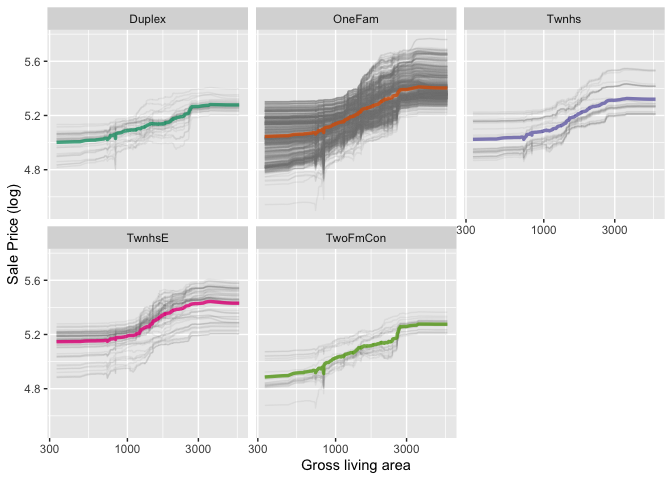 Duplex OneFam Twnhs
5.6
5.2
4.8
300 1000 3000
TwnhsE TwoFmCon
5.6
5.2
4.8
300 1000 3000 300 1000 3000
Gross living area
Sale Price (log)